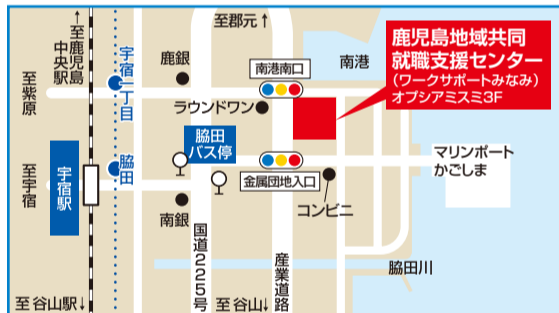 至鹿児島
中央駅
至郡元
宇宿一丁目
鹿銀
南港南口
南港
鹿児島地域共同
就職支援センター
(ワークサポートみなみ)
オプシアミスミ3F
至紫原
ラウンドワン
脇田
バス停
脇田
マリンポート
かごしま
至宇宿
宇宿駅
金属団地入口
コンビニ
南銀
国道225号
産業道路
脇田川
至谷山駅
至谷山